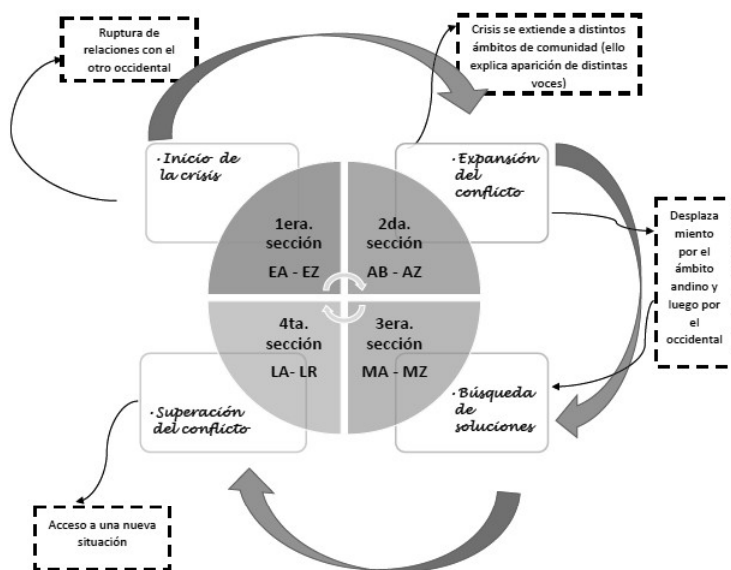 Ruptura de
relaciones con el
otro occidental
Crisis se extiende a distintos
ámbitos de comunidad (ello
explica aparición de distintas
voces)
· Inicio de
la crisis
· Expansión
del
conflicto
1era.
sección
EA - EZ
2da.
sección
AB - AZ
Desplaza
miento
por el
ámbito
andino y
luego por
el
occidental
4ta.
sección
LA- LR
3era.
sección
MA - MZ
· Superación
del conflicto
· Búsqueda
de
soluciones
Acceso a una nueva
situación